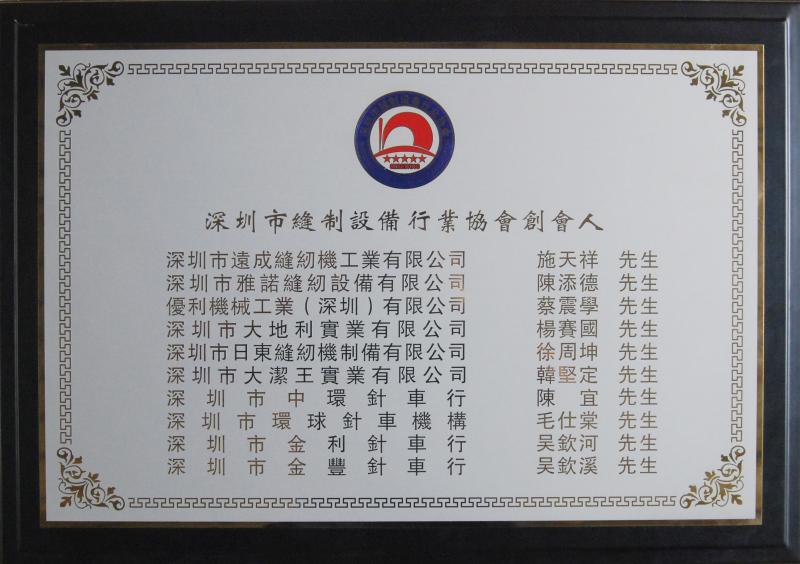 深圳市縫制設備行業協會創會人
深圳市遠成縫紉機工業有限公司 施天祥 先生
深圳市雅諾縫紉設備有限公司 陳添德 先生
優利機械工業(深圳)有限公司 蔡震學 先生
深圳市大地利實業有限公司 楊賽國 先生
深圳市日東縫紉機制備有限公司 徐周坤 先生
深圳市大潔王實業有限公司 韓堅定 先生
深圳市中環針車行 陳宜 先生
深圳市環球針車機構 毛仕棠 先生
深圳市金利針車行 吴欽河 先生
深圳市金豐針車行 吴欽溪 先生